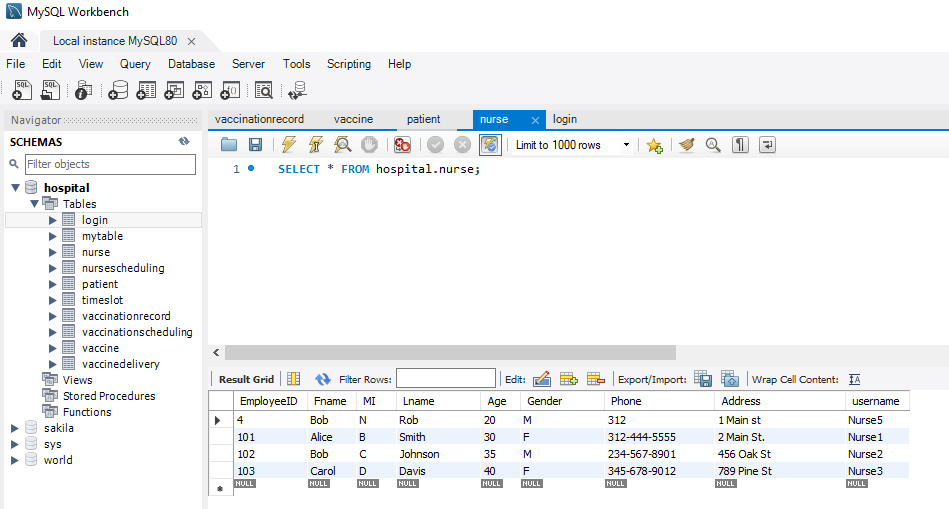 MySQL Workbench
Local instance MySQL80
File Edit View Query Database Server Tools Scripting Help
Navigator
SCHEMAS
Filter objects
hospital
Tables
login
mytable
nurse
nursescheduling
patient
timeslot
vaccinationrecord
vaccinationscheduling
vaccine
vaccinedelivery
Views
Stored Procedures
Functions
sakila
sys
world
vaccinationrecord vaccine patient nurse login
Limit to 1000 rows
1 SELECT * FROM hospital.nurse;
Result Grid Filter Rows: Edit: Export/Import: Wrap Cell Content:
EmployeeID Fname MI Lname Age Gender Phone Address username
4 Bob N Rob 20 M 312 1 Main st Nurse5
101 Alice B Smith 30 F 312-444-5555 2 Main St. Nurse1
102 Bob C Johnson 35 M 234-567-8901 456 Oak St Nurse2
103 Carol D Davis 40 F 345-678-9012 789 Pine St Nurse3
NULL NULL NULL NULL NULL NULL NULL NULL NULL